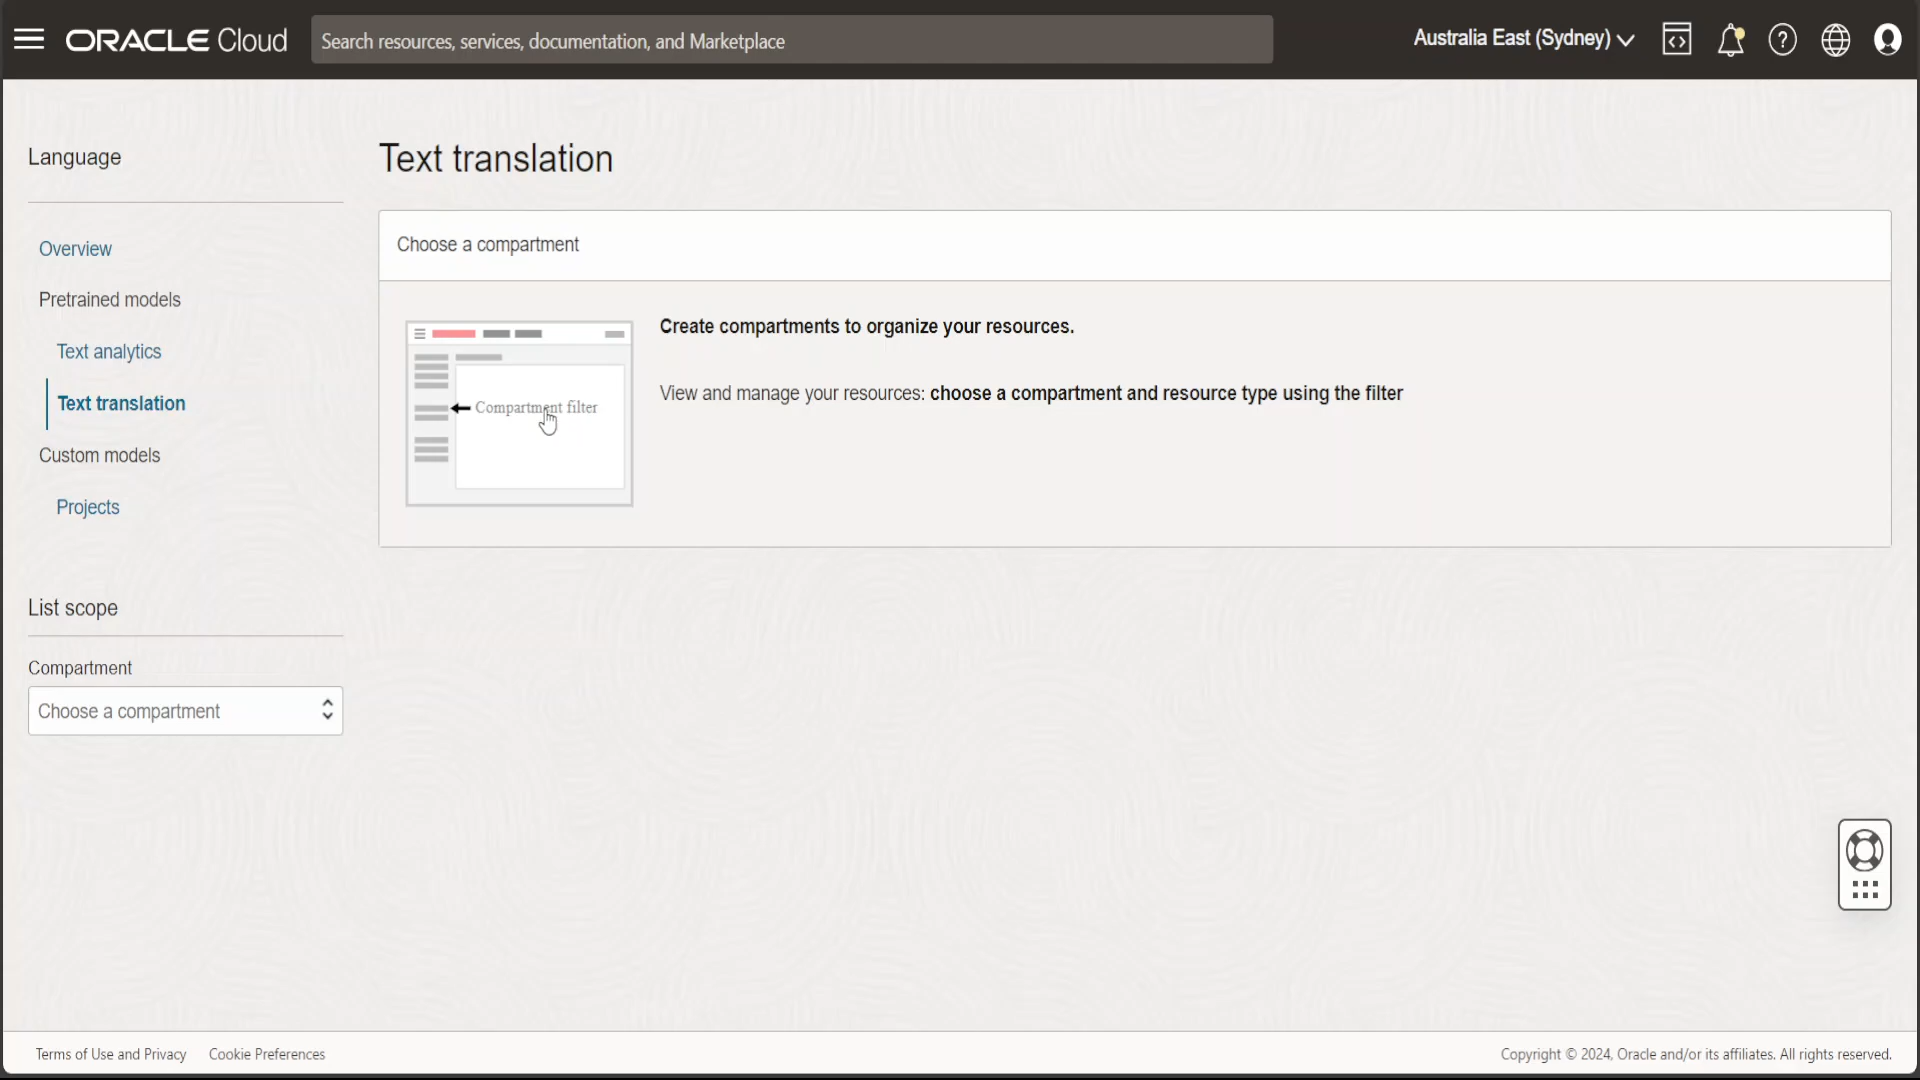 ORACLE Cloud
Search resources, services, documentation, and Marketplace
Australia East (Sydney)
Language
Overview
Pretrained models
Text analytics
Text translation
Custom models
Projects
List scope
Compartment
Choose a compartment
Text translation
Choose a compartment
Compartment filter
Create compartments to organize your resources.
View and manage your resources: choose a compartment and resource type using the filter
Terms of Use and Privacy Cookie Preferences
Copyright © 2024, Oracle and/or its affiliates. All rights reserved.